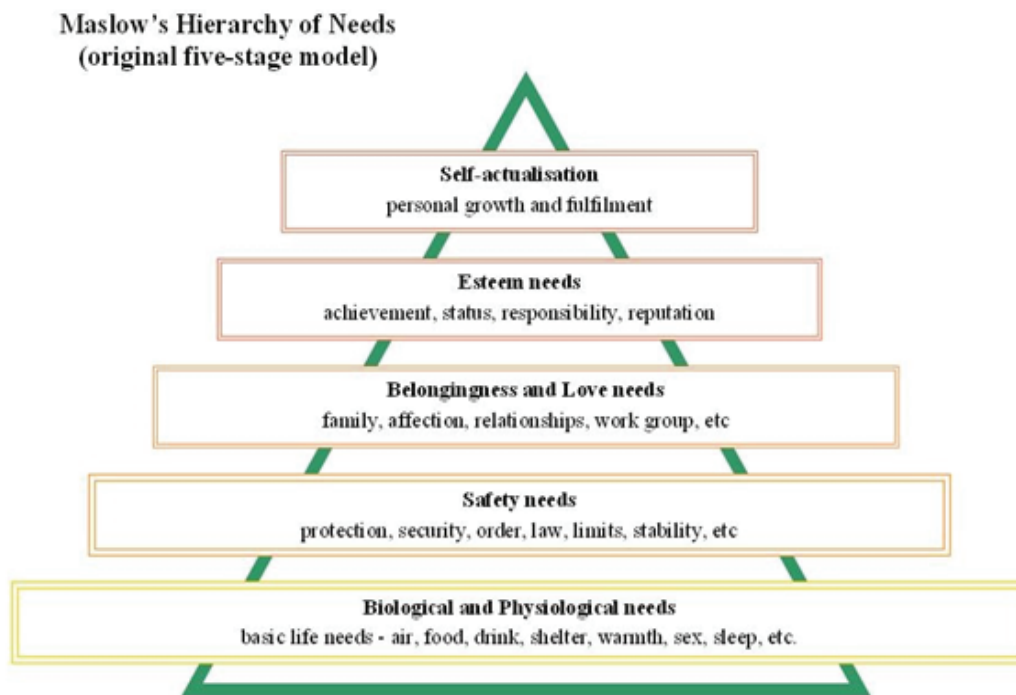 Maslow's Hierarchy of Needs
(original five-stage model)
Self-actualisation
personal growth and fulfilment
Esteem needs
achievement, status, responsibility, reputation
Belongingness and Love needs
family, affection, relationships, work group, etc
Safety needs
protection, security, order, law, limits, stability, etc
Biological and Physiological needs
basic life needs - air, food, drink, shelter, warmth, sex, sleep, etc.